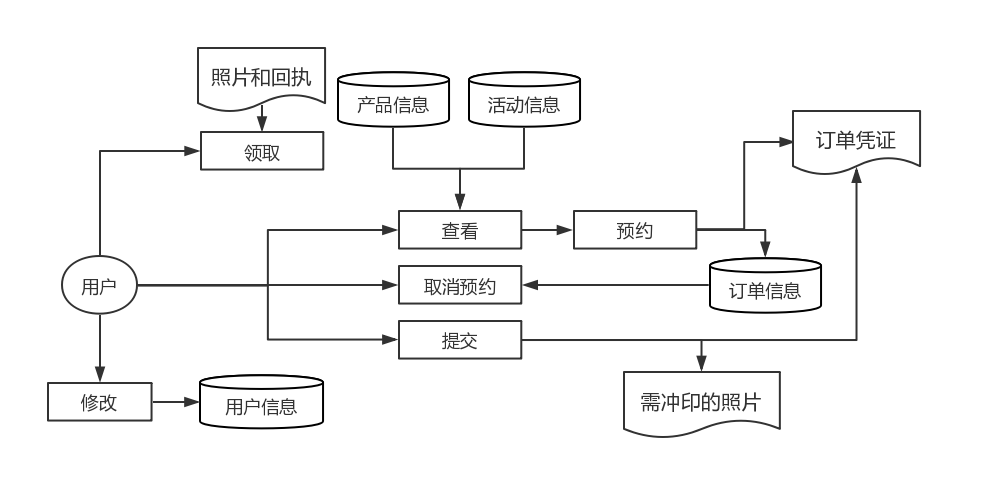 照片和回执
产品信息
活动信息
订单凭证
领取
查看
预约
用户
取消预约
订单信息
提交
修改
用户信息
需冲印的照片